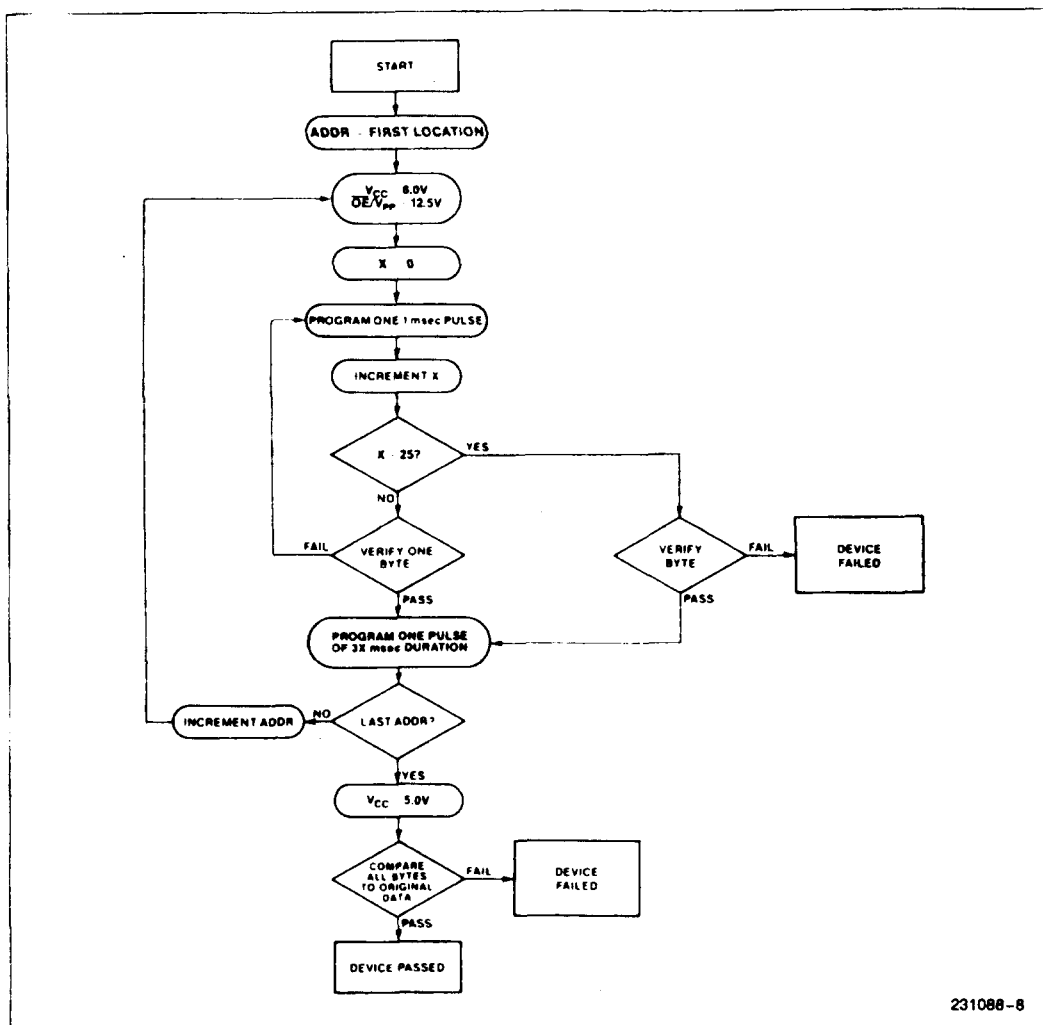 START
ADDR - FIRST LOCATION
VCC 6.0V
OE/VPP - 12.5V
X 0
PROGRAM ONE 1 msec PULSE
INCREMENT X
X - 25?
YES
NO
FAIL
VERIFY ONE
BYTE
PASS
VERIFY
BYTE
FAIL
DEVICE
FAILED
PASS
PROGRAM ONE PULSE
OF 3X msec DURATION
INCREMENT ADDR
NO
LAST ADDR?
YES
VCC 5.0V
COMPARE
ALL BYTES
TO ORIGINAL
DATA
FAIL
DEVICE
FAILED
PASS
DEVICE PASSED
231088-8